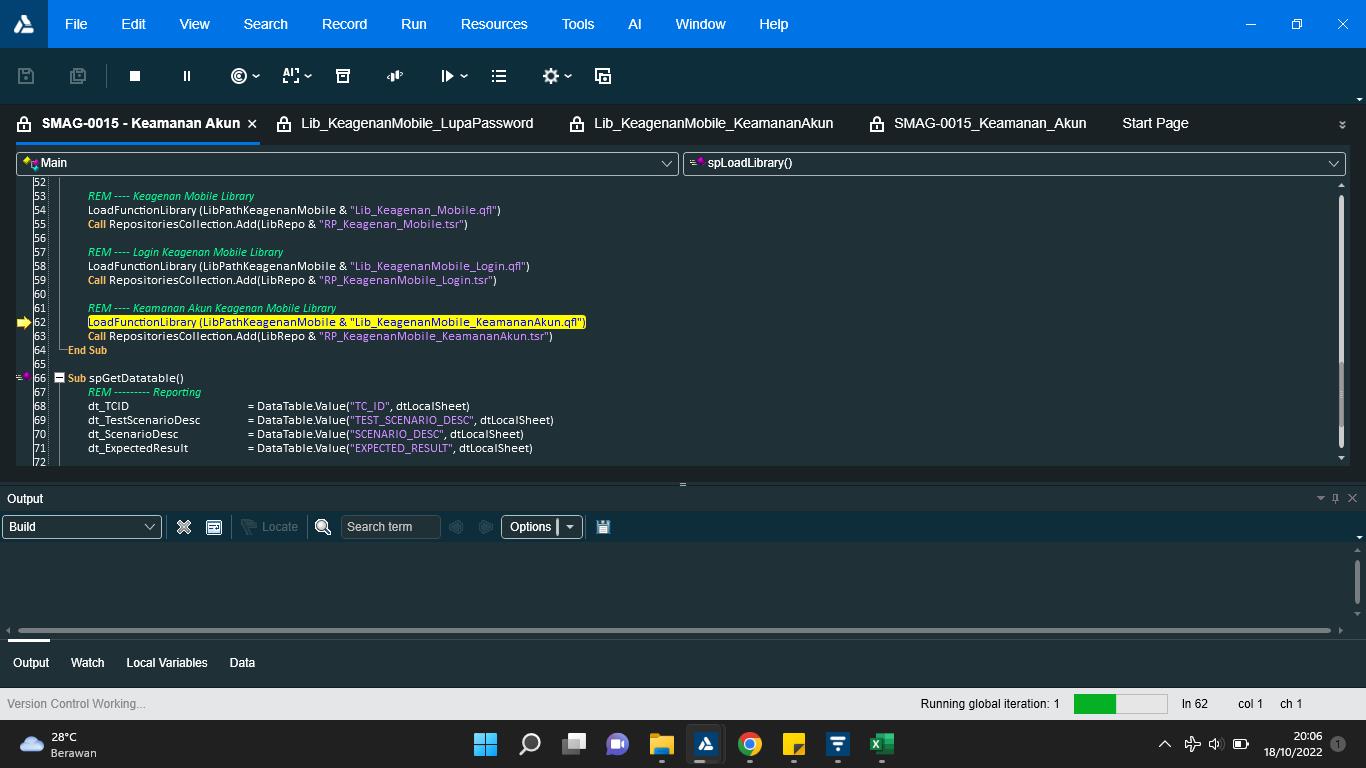 File Edit View Search Record Run Resources Tools AI Window Help
SMAG-0015 - Keamanan Akun Lib_KeagenanMobile_LupaPassword Lib_KeagenanMobile_KeamananAkun SMAG-0015_Keamanan_Akun Start Page
Main spLoadLibrary()
52
53 REM ---- Keagenan Mobile Library
54 LoadFunctionLibrary (LibPathKeagenanMobile & "Lib_Keagenan_Mobile.qfl")
55 Call RepositoriesCollection.Add(LibRepo & "RP_Keagenan_Mobile.tsr")
56
57 REM ---- Login Keagenan Mobile Library
58 LoadFunctionLibrary (LibPathKeagenanMobile & "Lib_KeagenanMobile_Login.qfl")
59 Call RepositoriesCollection.Add(LibRepo & "RP_KeagenanMobile_Login.tsr")
60
61 REM ---- Keamanan Akun Keagenan Mobile Library
62 LoadFunctionLibrary (LibPathKeagenanMobile & "Lib_KeagenanMobile_KeamananAkun.qfl")
63 Call RepositoriesCollection.Add(LibRepo & "RP_KeagenanMobile_KeamananAkun.tsr")
64 End Sub
65
66 Sub spGetDatatable()
67 REM --------- Reporting
68 dt_TCID = DataTable.Value("TC_ID", dtLocalSheet)
69 dt_TestScenarioDesc = DataTable.Value("TEST_SCENARIO_DESC", dtLocalSheet)
70 dt_ScenarioDesc = DataTable.Value("SCENARIO_DESC", dtLocalSheet)
71 dt_ExpectedResult = DataTable.Value("EXPECTED_RESULT", dtLocalSheet)
72
Output
Build Locate Search term Options
Output Watch Local Variables Data
Version Control Working... Running global iteration: 1 ln 62 col 1 ch 1
28°C
Berawan
20:06
18/10/2022
1